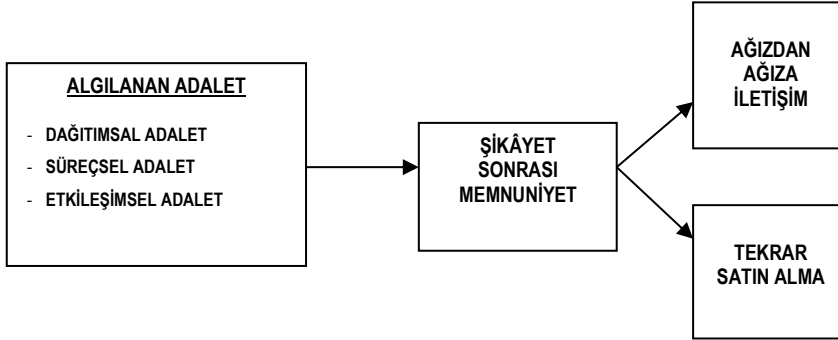 ALGILANAN ADALET
- DAĞITIMSAL ADALET
- SÜREÇSEL ADALET
- ETKİLEŞİMSEL ADALET
ŞİKÂYET
SONRASI
MEMNUNİYET
AĞIZDAN
AĞIZA
İLETİŞİM
TEKRAR
SATIN ALMA